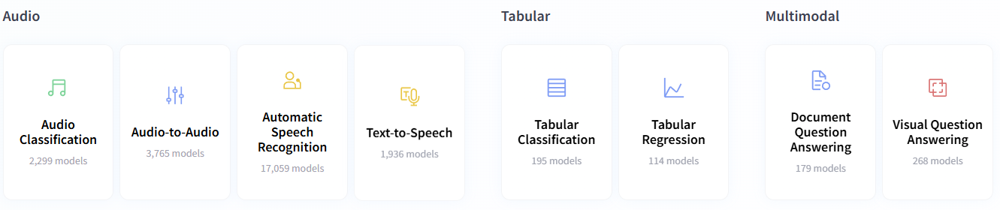 Audio
Tabular
Multimodal
Audio
Classification
2,299 models
Audio-to-Audio
3,765 models
Automatic
Speech
Recognition
17,059 models
T
Text-to-Speech
1,936 models
Tabular
Classification
195 models
Tabular
Regression
114 models
Document
Question
Answering
179 models
Visual Question
Answering
268 models